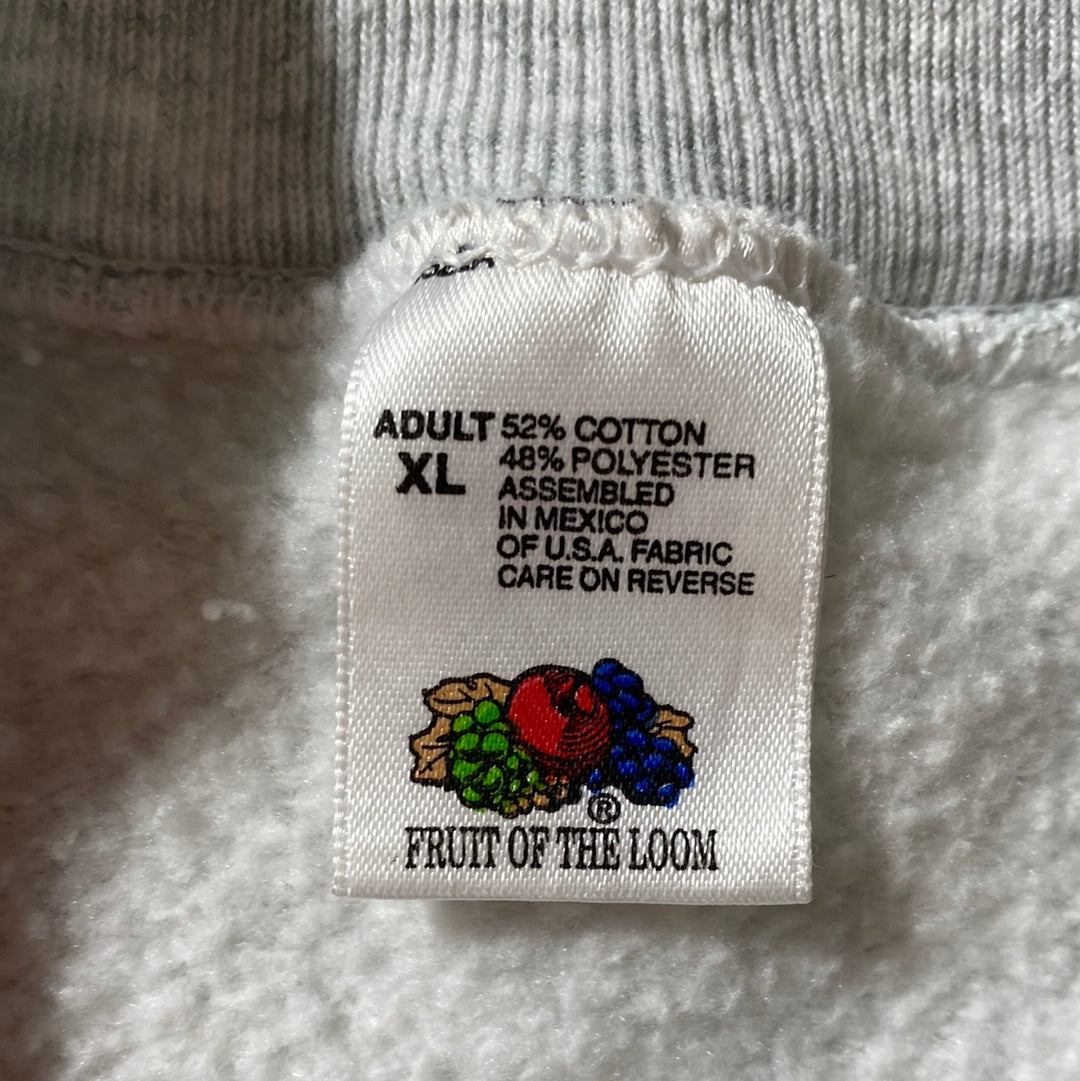 ADULT
XL
52% COTTON
48% POLYESTER
ASSEMBLED
IN MEXICO
OF U.S.A. FABRIC
CARE ON REVERSE
®
FRUIT OF THE LOOM